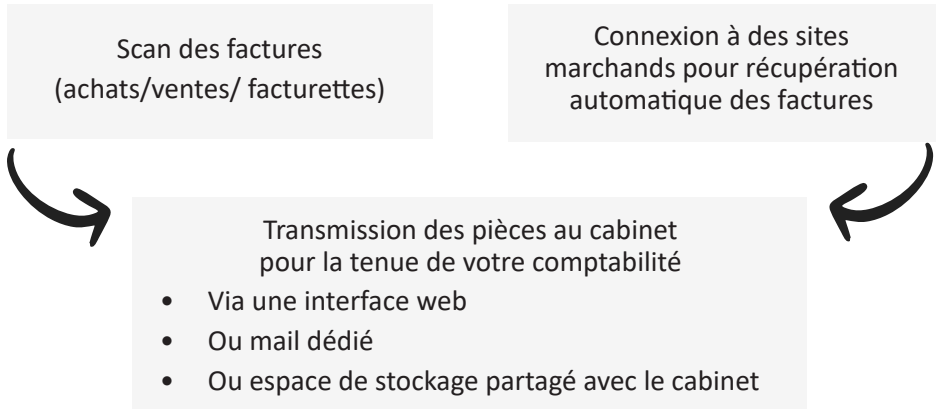 Scan des factures
(achats/ventes/ facturettes)
Connexion à des sites
marchands pour récupération
automatique des factures
Transmission des pièces au cabinet
pour la tenue de votre comptabilité
• Via une interface web
• Ou mail dédié
• Ou espace de stockage partagé avec le cabinet